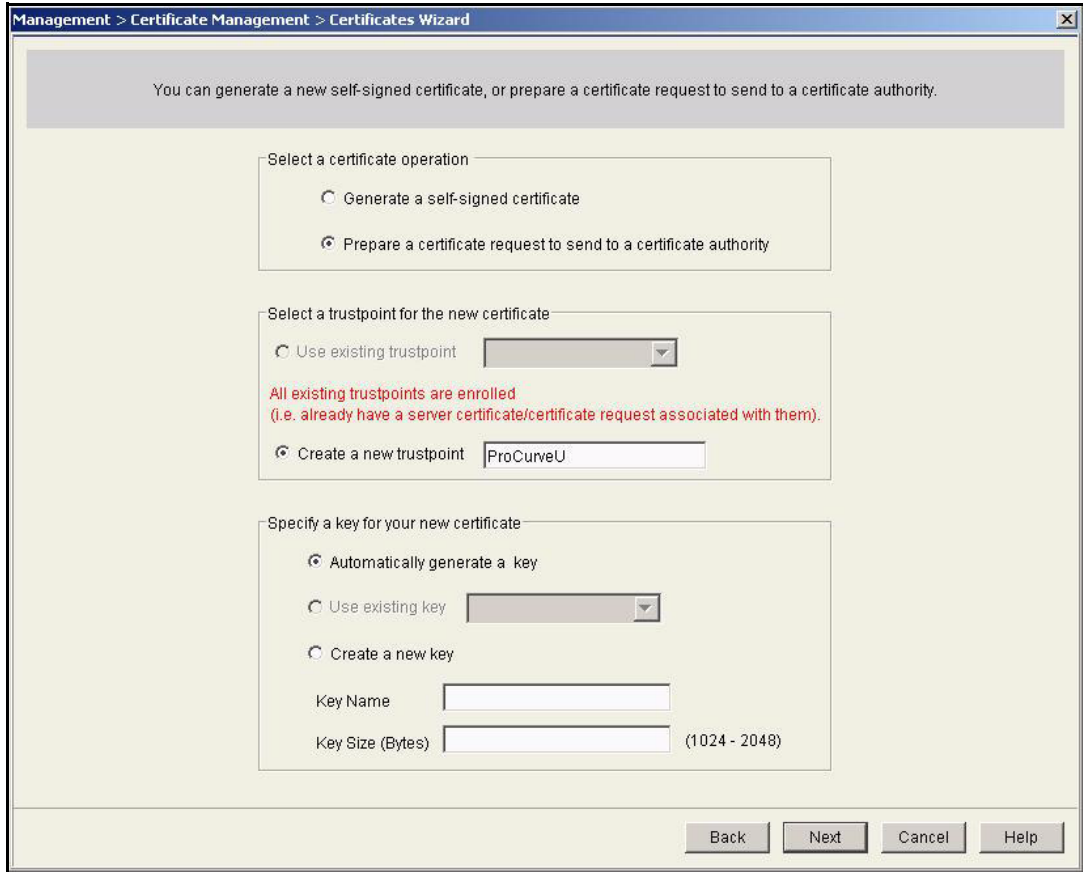 Management > Certificate Management > Certificates Wizard
You can generate a new self-signed certificate, or prepare a certificate request to send to a certificate authority.
Select a certificate operation
Generate a self-signed certificate
Prepare a certificate request to send to a certificate authority
Select a trustpoint for the new certificate
Use existing trustpoint
All existing trustpoints are enrolled
(i.e. already have a server certificate/certificate request associated with them).
Create a new trustpoint ProCurveU
Specify a key for your new certificate
Automatically generate a key
Use existing key
Create a new key
Key Name
Key Size (Bytes) (1024 - 2048)
Back Next Cancel Help